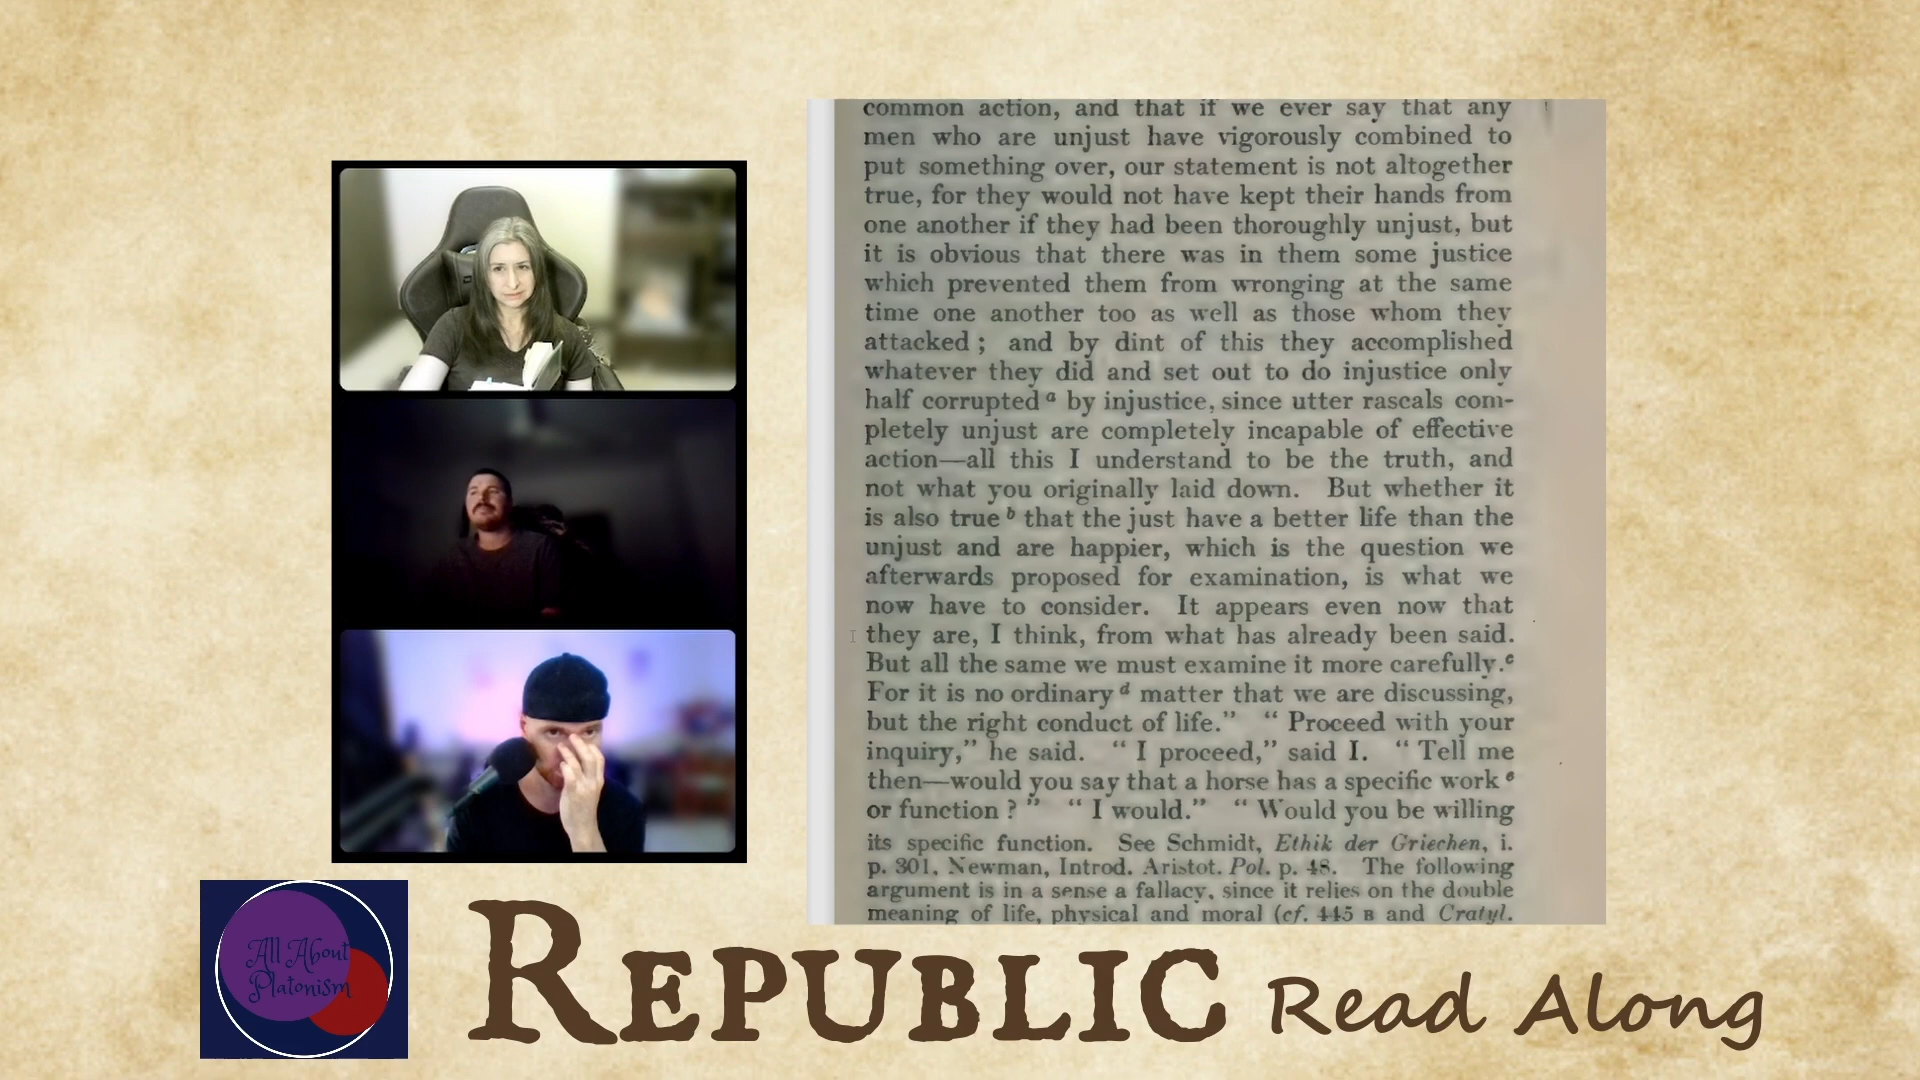 common action, and that if we ever say that any
men who are unjust have vigorously combined to
put something over, our statement is not altogether
true, for they would not have kept their hands from
one another if they had been thoroughly unjust, but
it is obvious that there was in them some justice
which prevented them from wronging at the same
time one another too as well as those whom they
attacked ; and by dint of this they accomplished
whatever they did and set out to do injustice only
half corrupted a by injustice, since utter rascals com-
pletely unjust are completely incapable of effective
action—all this I understand to be the truth, and
not what you originally laid down. But whether it
is also true b that the just have a better life than the
unjust and are happier, which is the question we
afterwards proposed for examination, is what we
now have to consider. It appears even now that
they are, I think, from what has already been said.
But all the same we must examine it more carefully.c
For it is no ordinary d matter that we are discussing,
but the right conduct of life.” “ Proceed with your
inquiry,” he said. “ I proceed,” said I. “ Tell me
then—would you say that a horse has a specific work e
or function ? ” “ I would.” “ Would you be willing
its specific function. See Schmidt, Ethik der Griechen, i.
p. 301, Newman, Introd. Aristot. Pol. p. 48. The following
argument is in a sense a fallacy, since it relies on the double
meaning of life, physical and moral (cf. 445 B and Cratyl.
All About
Platonism
REPUBLIC Read Along